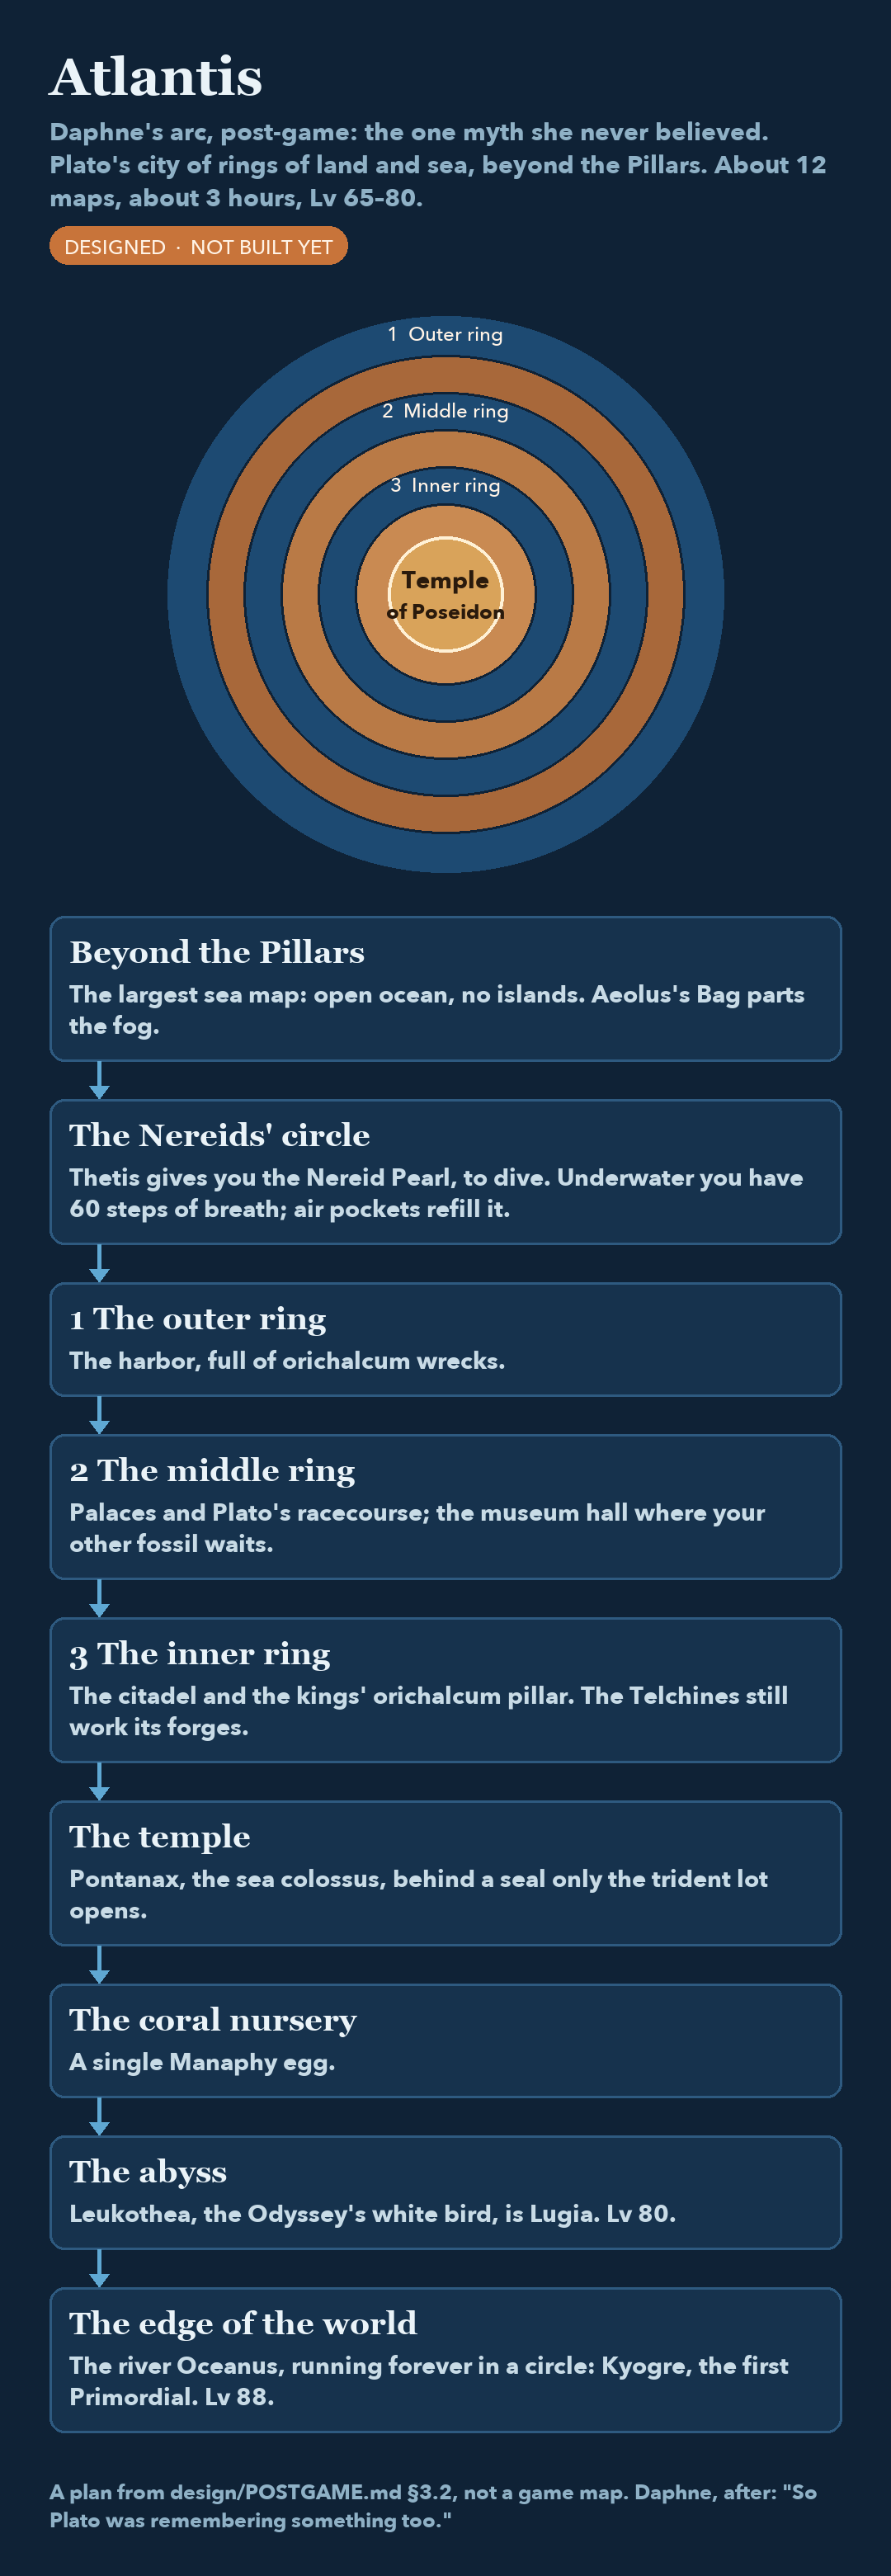 Atlantis
Daphne's arc, post-game: the one myth she never believed.
Plato's city of rings of land and sea, beyond the Pillars. About 12
maps, about 3 hours, Lv 65–80.
DESIGNED · NOT BUILT YET
1 Outer ring
2 Middle ring
3 Inner ring
Temple
of Poseidon
Beyond the Pillars
The largest sea map: open ocean, no islands. Aeolus's Bag parts
the fog.
The Nereids' circle
Thetis gives you the Nereid Pearl, to dive. Underwater you have
60 steps of breath; air pockets refill it.
1 The outer ring
The harbor, full of orichalcum wrecks.
2 The middle ring
Palaces and Plato's racecourse; the museum hall where your
other fossil waits.
3 The inner ring
The citadel and the kings' orichalcum pillar. The Telchines still
work its forges.
The temple
Pontanax, the sea colossus, behind a seal only the trident lot
opens.
The coral nursery
A single Manaphy egg.
The abyss
Leukothea, the Odyssey's white bird, is Lugia. Lv 80.
The edge of the world
The river Oceanus, running forever in a circle: Kyogre, the first
Primordial. Lv 88.
A plan from design/POSTGAME.md §3.2, not a game map. Daphne, after: "So
Plato was remembering something too."